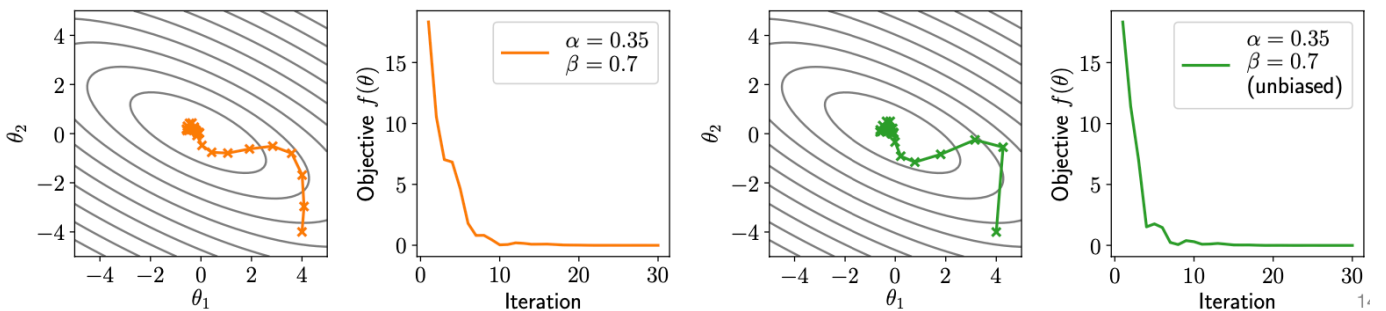 4
2
0
−2
−4
θ₂
−4 −2 0 2 4
θ₁
15
10
5
0
Objective f(θ)
α = 0.35
β = 0.7
0 10 20 30
Iteration
4
2
0
−2
−4
θ₂
−4 −2 0 2 4
θ₁
15
10
5
0
Objective f(θ)
α = 0.35
β = 0.7
(unbiased)
0 10 20 30
Iteration